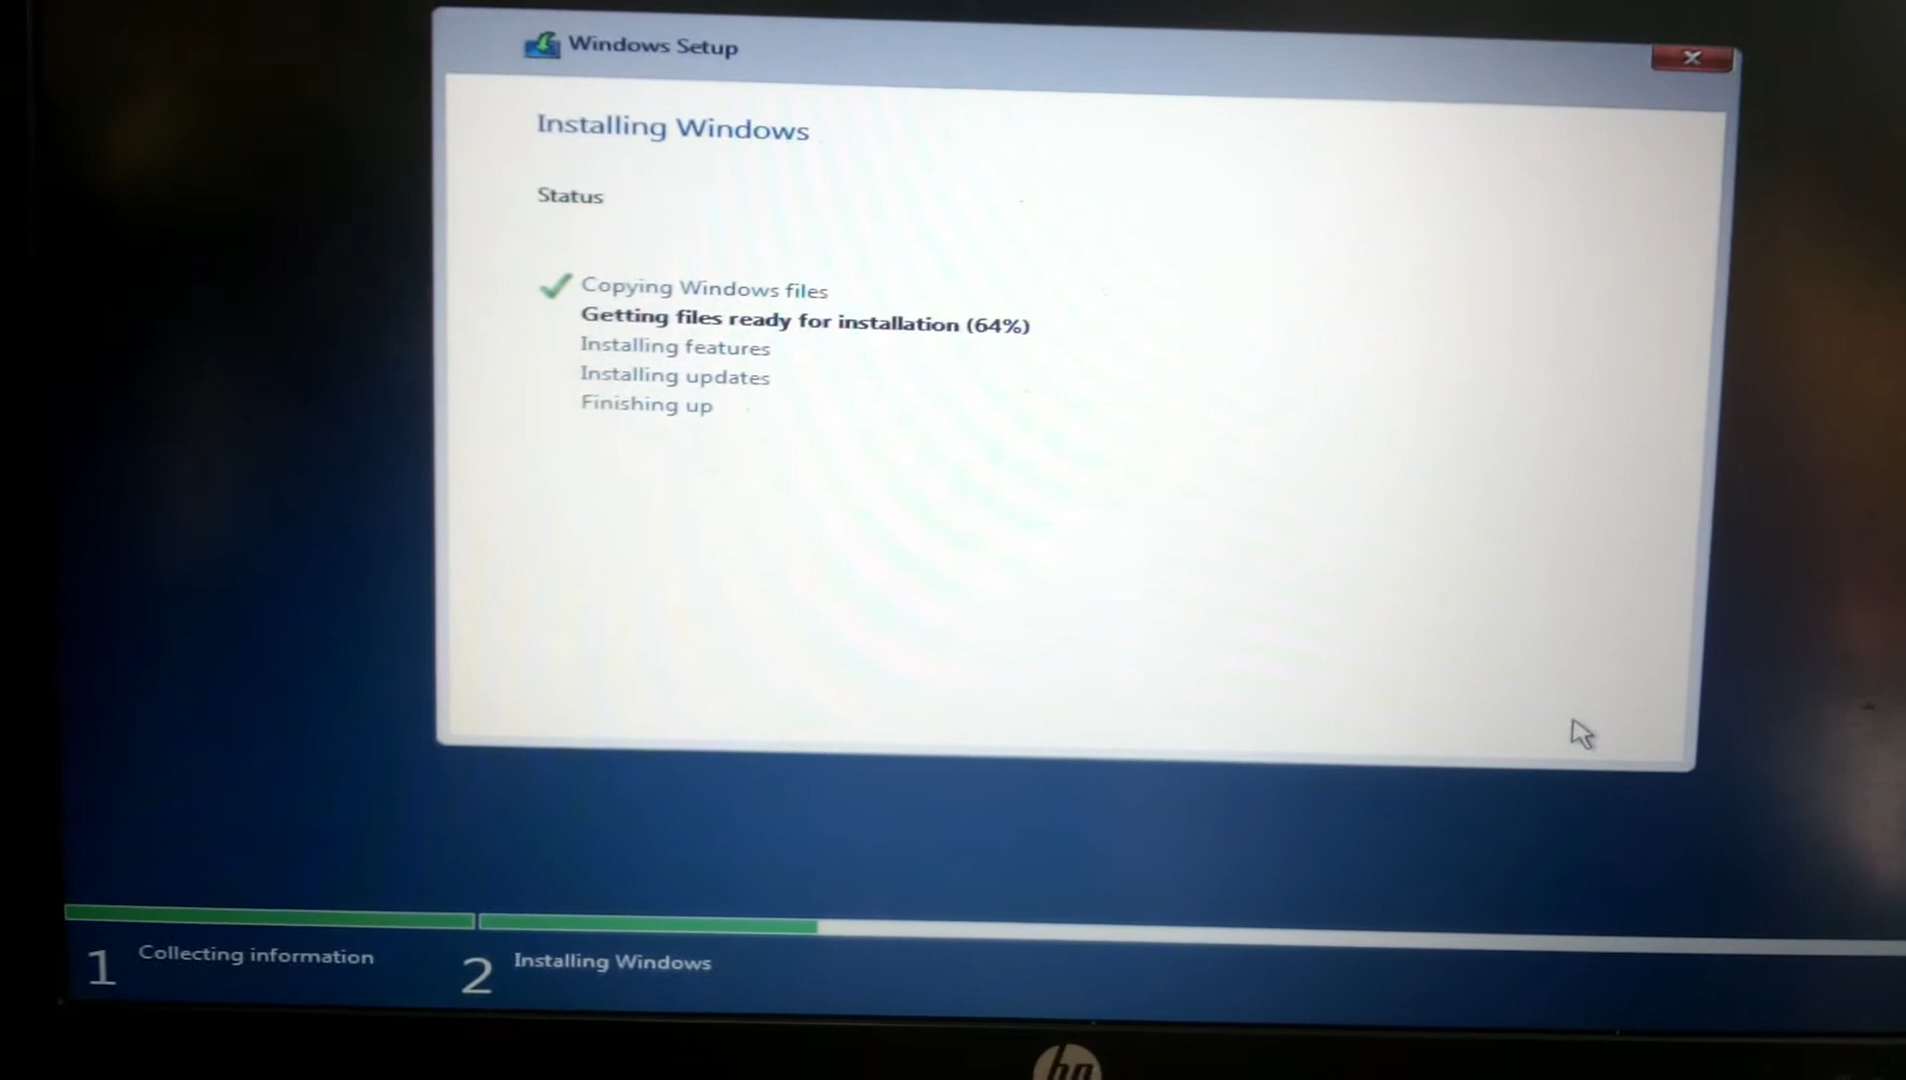 Windows Setup
Installing Windows
Status
Copying Windows files
Getting files ready for installation (64%)
Installing features
Installing updates
Finishing up
1 Collecting information
2 Installing Windows
hp